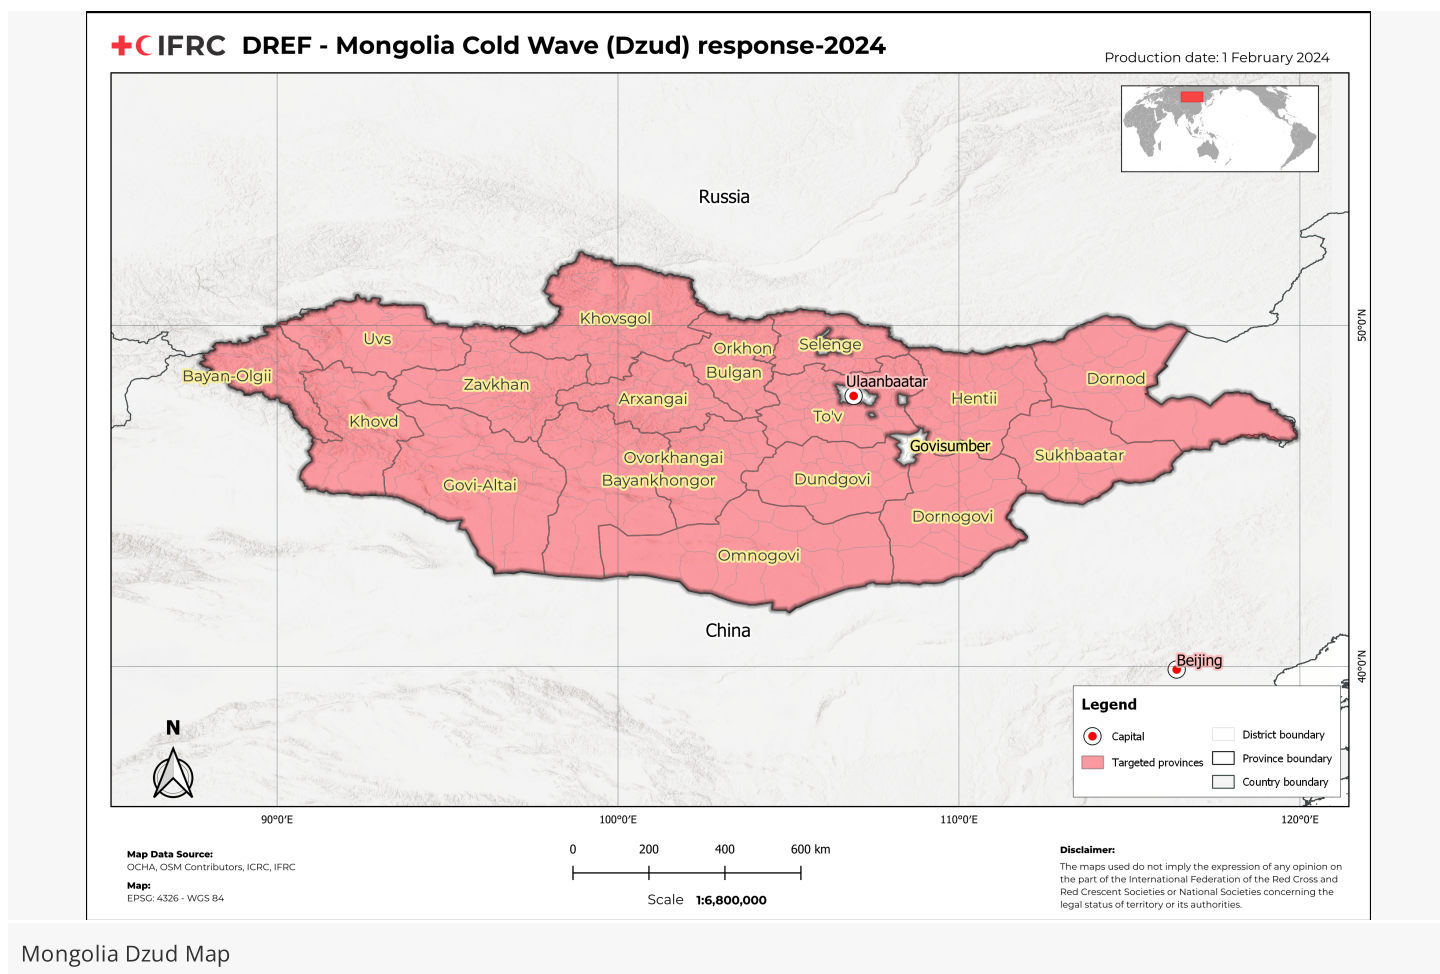 IFRC DREF - Mongolia Cold Wave (Dzud) response-2024
Production date: 1 February 2024
Russia
Khovsgol
Uvs
Orkhon
Selenge
Bulgan
Bayan-Olgii
Zavkhan
Ulaanbaatar
Dornod
Arxangai
Hentii
To'v
Khovd
Govisumber
Ovorkhangai
Sukhbaatar
Bayankhongor
Dundgovi
Govi-Altai
Dornogovi
Omnogovi
China
Beijing
50°0'N
40°0'N
N
Legend
Capital
Targeted provinces
District boundary
Province boundary
Country boundary
90°0'E
100°0'E
110°0'E
120°0'E
Map Data Source:
OCHA, OSM Contributors, ICRC, IFRC
Map:
EPSG: 4326 - WGS 84
0 200 400 600 km
Scale 1:6,800,000
Disclaimer:
The maps used do not imply the expression of any opinion on
the part of the International Federation of the Red Cross and
Red Crescent Societies or National Societies concerning the
legal status of territory or its authorities.
Mongolia Dzud Map